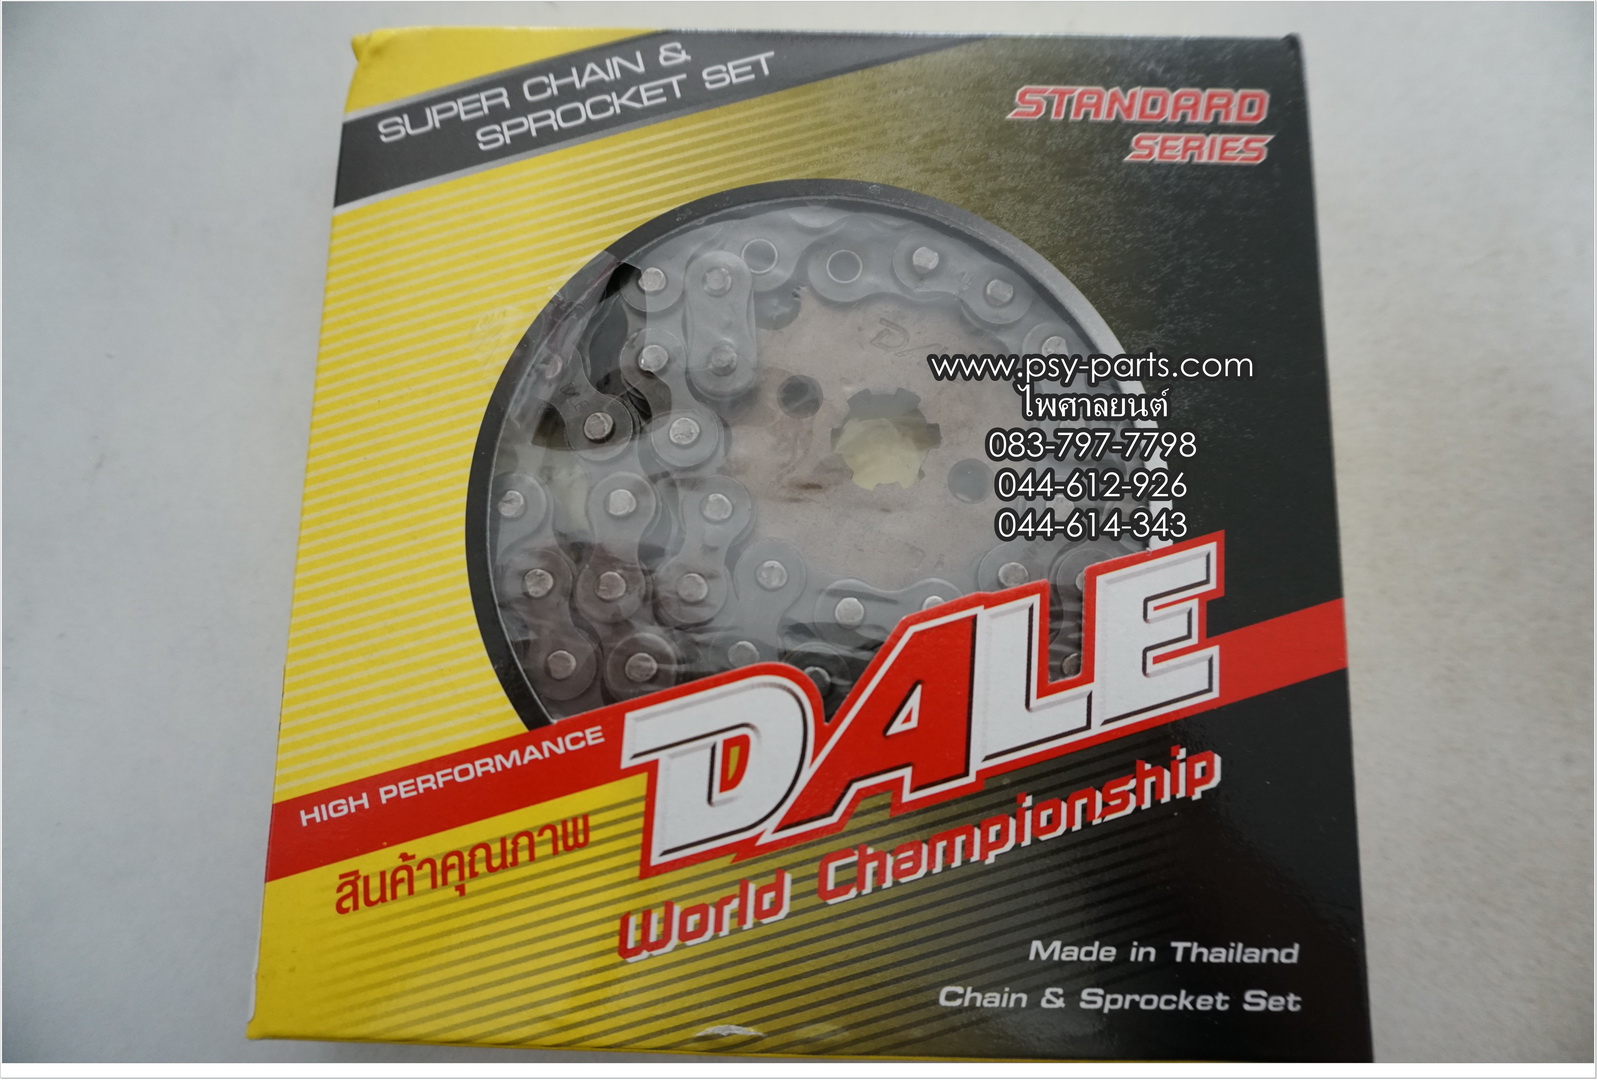 SUPER CHAIN &
SPROCKET SET
STANDARD
SERIES
www.psy-parts.com
ไพศาลยนต์
083-797-7798
044-612-926
044-614-343
HIGH PERFORMANCE
DALE
สินค้าคุณภาพ
World Championship
Made in Thailand
Chain & Sprocket Set